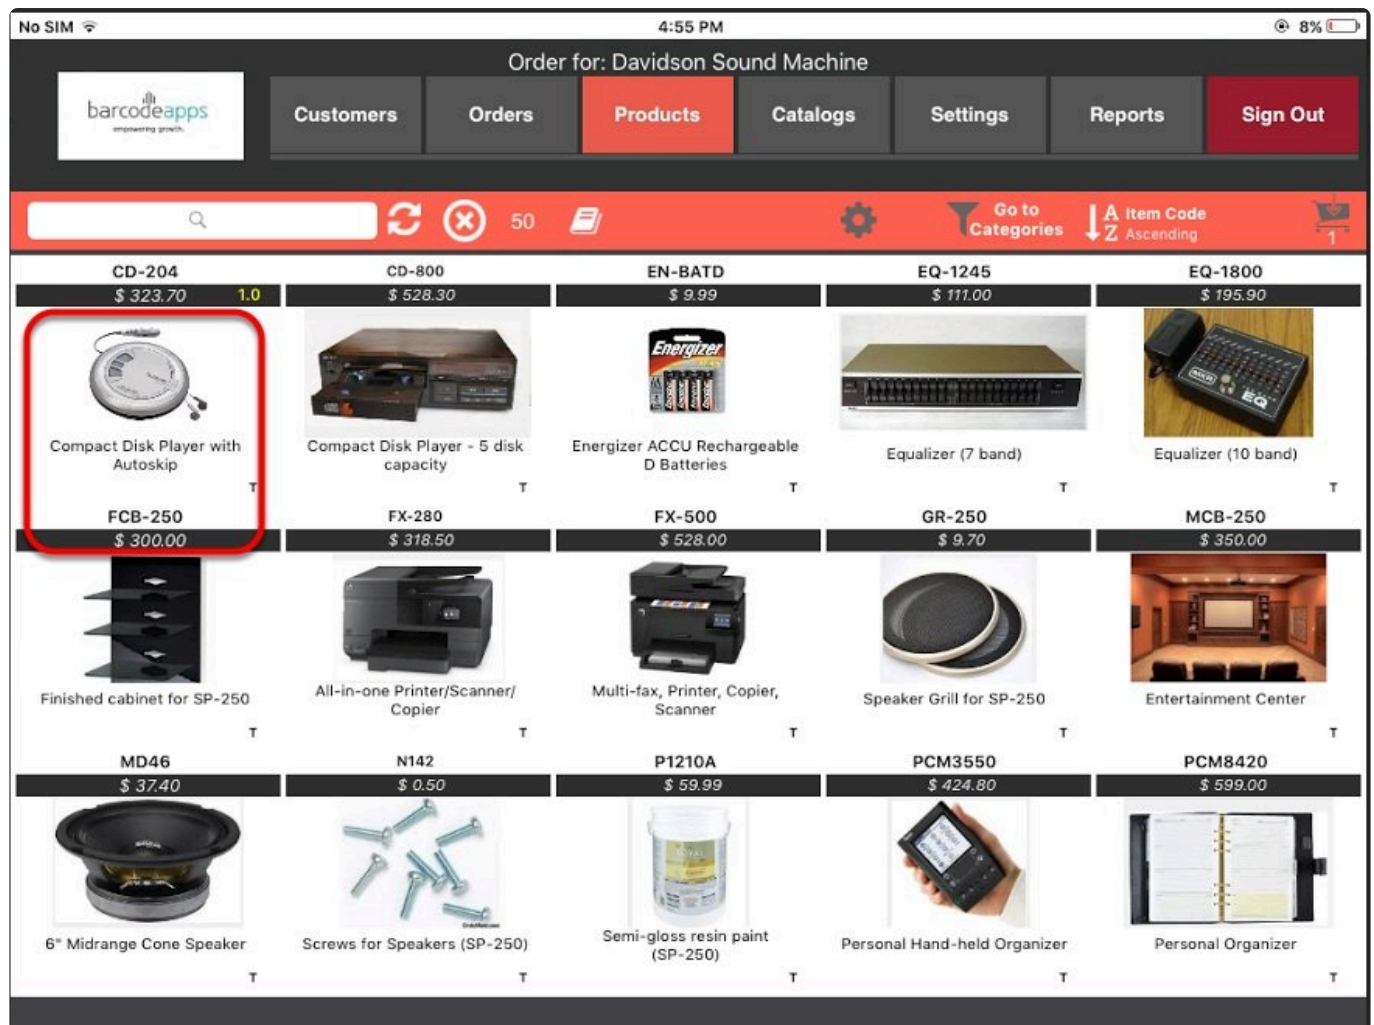 No SIM 4:55 PM 8%
Order for: Davidson Sound Machine
barcodeapps
empowering growth.
Customers Orders Products Catalogs Settings Reports Sign Out
50 Go to Categories A Z Item Code Ascending 1
CD-204 CD-800 EN-BATD EQ-1245 EQ-1800
$ 323.70 1.0 $ 528.30 $ 9.99 $ 111.00 $ 195.90
Energizer
MXR
EQ
Compact Disk Player with Autoskip
Compact Disk Player - 5 disk capacity
Energizer ACCU Rechargeable D Batteries
Equalizer (7 band)
Equalizer (10 band)
T T T T T
FCB-250 FX-280 FX-500 GR-250 MCB-250
$ 300.00 $ 318.50 $ 528.00 $ 9.70 $ 350.00
Finished cabinet for SP-250
All-in-one Printer/Scanner/ Copier
Multi-fax, Printer, Copier, Scanner
Speaker Grill for SP-250
Entertainment Center
T T T T T
MD46 N142 P1210A PCM3550 PCM8420
$ 37.40 $ 0.50 $ 59.99 $ 424.80 $ 599.00
6" Midrange Cone Speaker
Screws for Speakers (SP-250)
Semi-gloss resin paint (SP-250)
Personal Hand-held Organizer
Personal Organizer
T T T T T